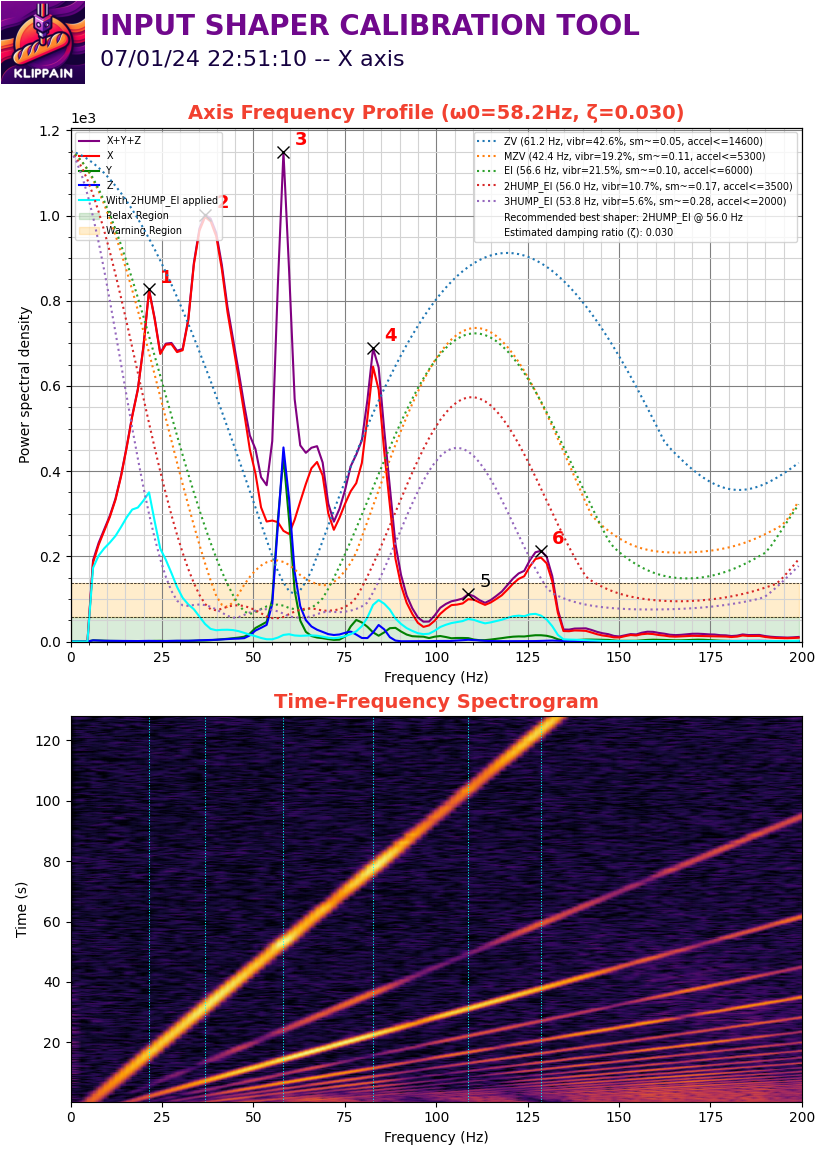 INPUT SHAPER CALIBRATION TOOL
07/01/24 22:51:10 -- X axis
KLIPPAIN
Axis Frequency Profile (ω0=58.2Hz, ζ=0.030)
1e3
X+Y+Z
X
Y
Z
With 2HUMP_EI applied
Relax Region
Warning Region
ZV (61.2 Hz, vibr=42.6%, sm~=0.05, accel<=14600)
MZV (42.4 Hz, vibr=19.2%, sm~=0.11, accel<=5300)
EI (56.6 Hz, vibr=21.5%, sm~=0.10, accel<=6000)
2HUMP_EI (56.0 Hz, vibr=10.7%, sm~=0.17, accel<=3500)
3HUMP_EI (53.8 Hz, vibr=5.6%, sm~=0.28, accel<=2000)
Recommended best shaper: 2HUMP_EI @ 56.0 Hz
Estimated damping ratio (ζ): 0.030
1
2
3
4
5
6
Power spectral density
1.2
1.0
0.8
0.6
0.4
0.2
0.0
0 25 50 75 100 125 150 175 200
Frequency (Hz)
Time-Frequency Spectrogram
Time (s)
120
100
80
60
40
20
0 25 50 75 100 125 150 175 200
Frequency (Hz)